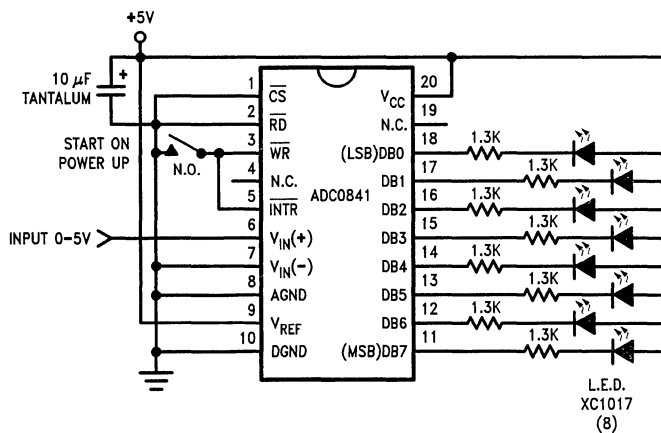 +5V
10 μF
TANTALUM
+
START ON
POWER UP
N.O.
INPUT 0–5V
ADC0841
1 CS
2 RD
3 WR
4 N.C.
5 INTR
6 VIN(+)
7 VIN(−)
8 AGND
9 VREF
10 DGND
20 VCC
19 N.C.
18 (LSB)DB0 1.3K
17 DB1 1.3K
16 DB2 1.3K
15 DB3 1.3K
14 DB4 1.3K
13 DB5 1.3K
12 DB6 1.3K
11 (MSB)DB7 1.3K
L.E.D.
XC1017
(8)